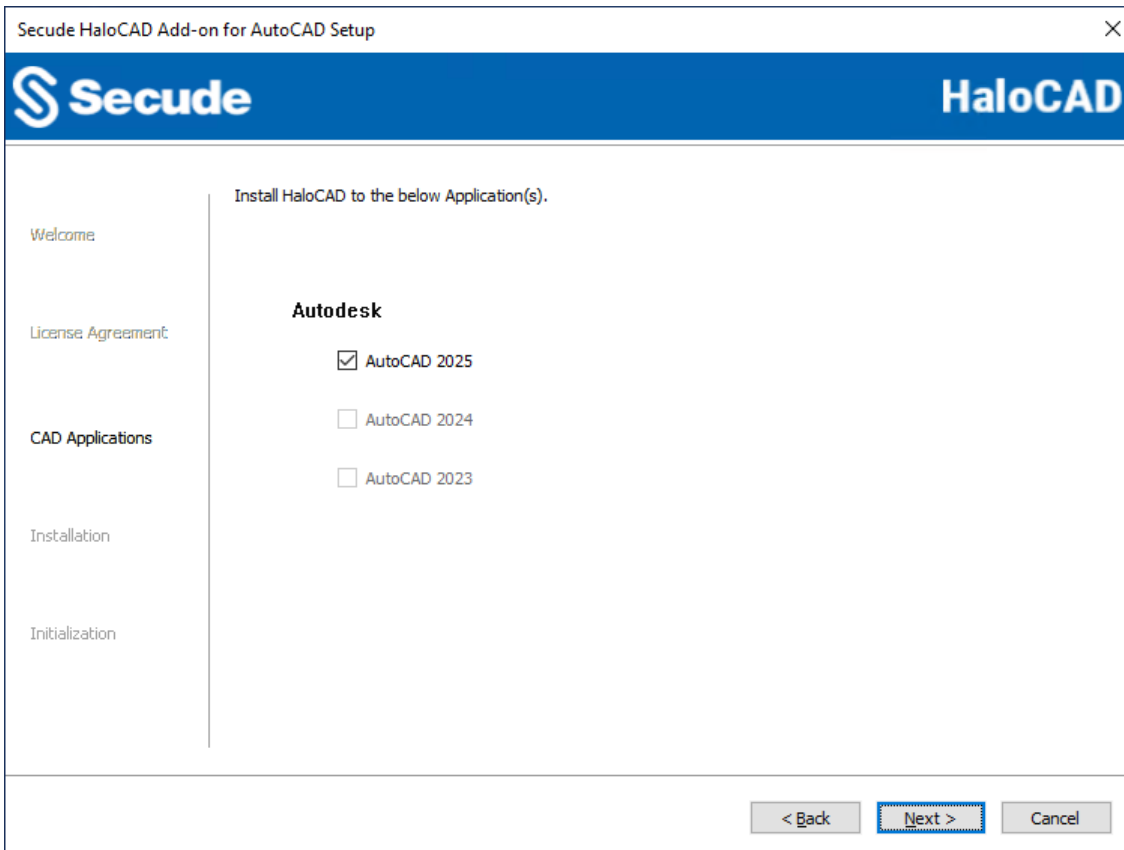 Secude HaloCAD Add-on for AutoCAD Setup
Secude
HaloCAD
Install HaloCAD to the below Application(s).
Welcome
License Agreement
CAD Applications
Installation
Initialization
Autodesk
AutoCAD 2025
AutoCAD 2024
AutoCAD 2023
< Back
Next >
Cancel